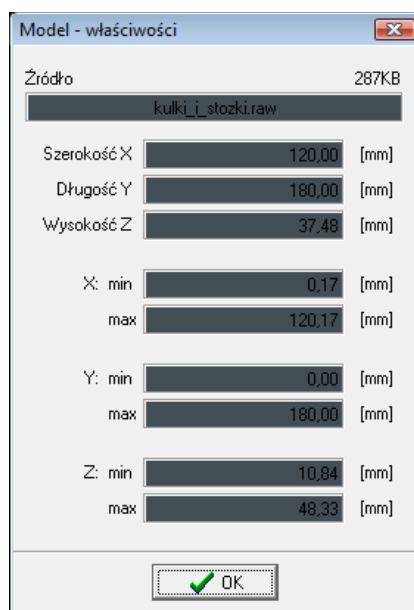 Model - właściwości
Źródło 287KB
kulki_i_stozki.raw
Szerokość X 120,00 [mm]
Długość Y 180,00 [mm]
Wysokość Z 37,48 [mm]
X: min 0,17 [mm]
max 120,17 [mm]
Y: min 0,00 [mm]
max 180,00 [mm]
Z: min 10,84 [mm]
max 48,33 [mm]
OK